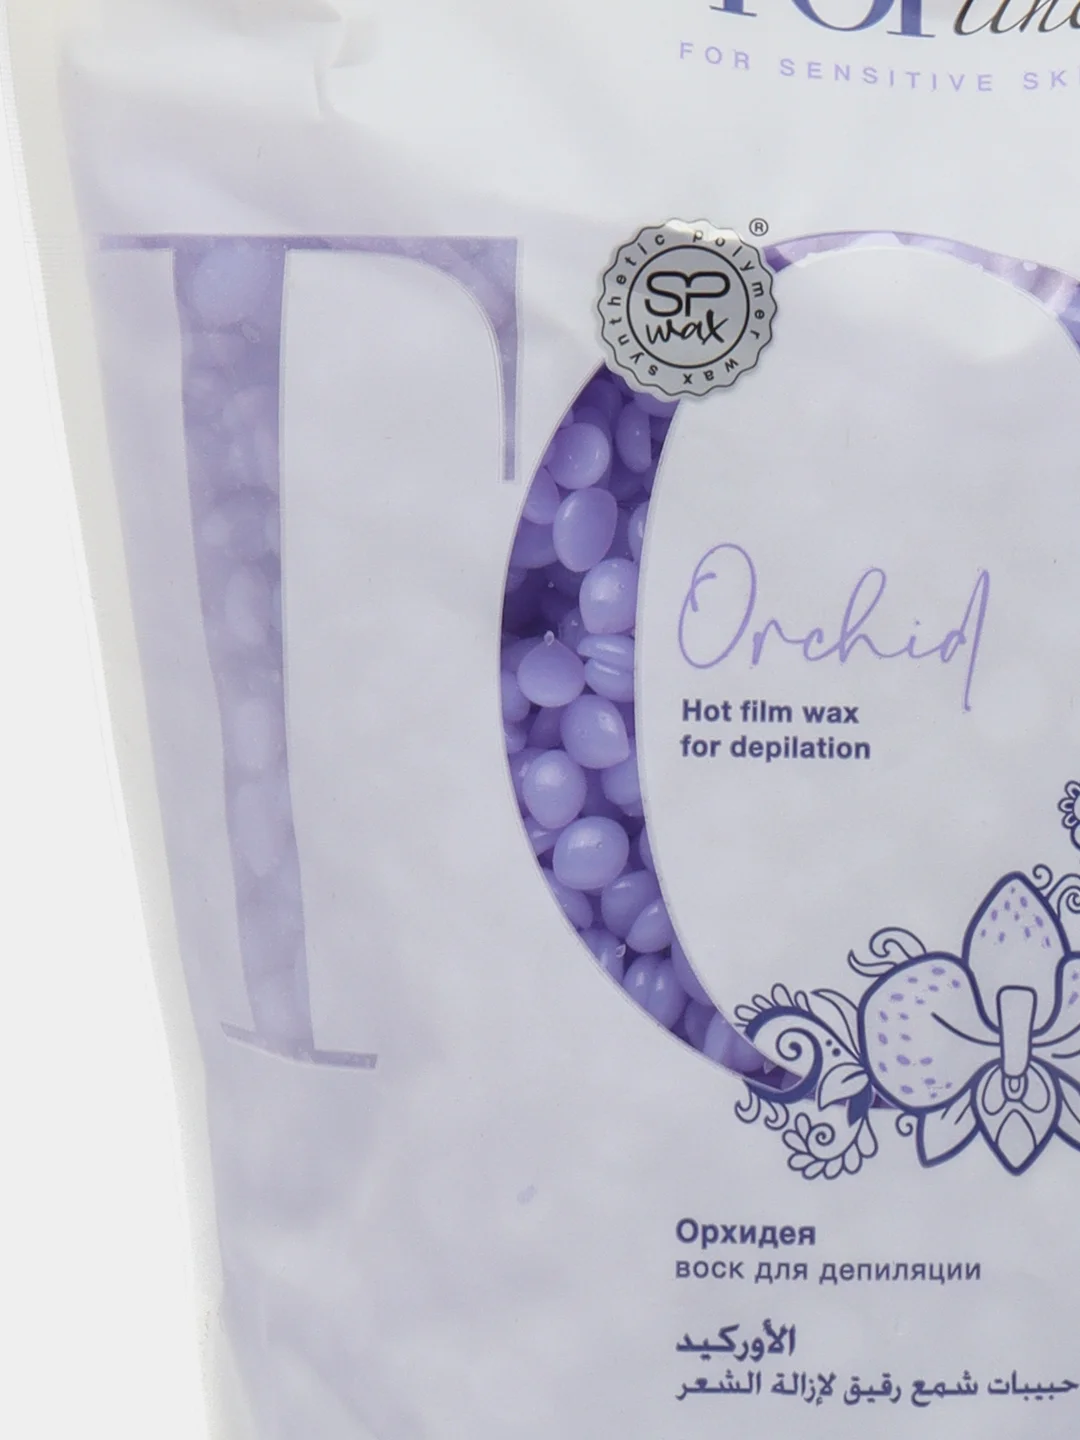 FOR SENSITIVE
®
synthetic polymer wax
SP
wax
TO
Orchid
Hot film wax
for depilation
Орхидея
воск для депиляции
الأوركيد
حبيبات شمع رقيق لإزالة الشعر